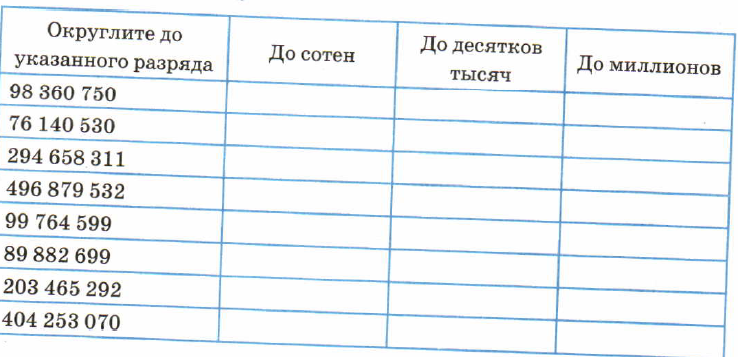 Округлите до
указанного разряда
До сотен
До десятков
тысяч
До миллионов
98 360 750
76 140 530
294 658 311
496 879 532
99 764 599
89 882 699
203 465 292
404 253 070